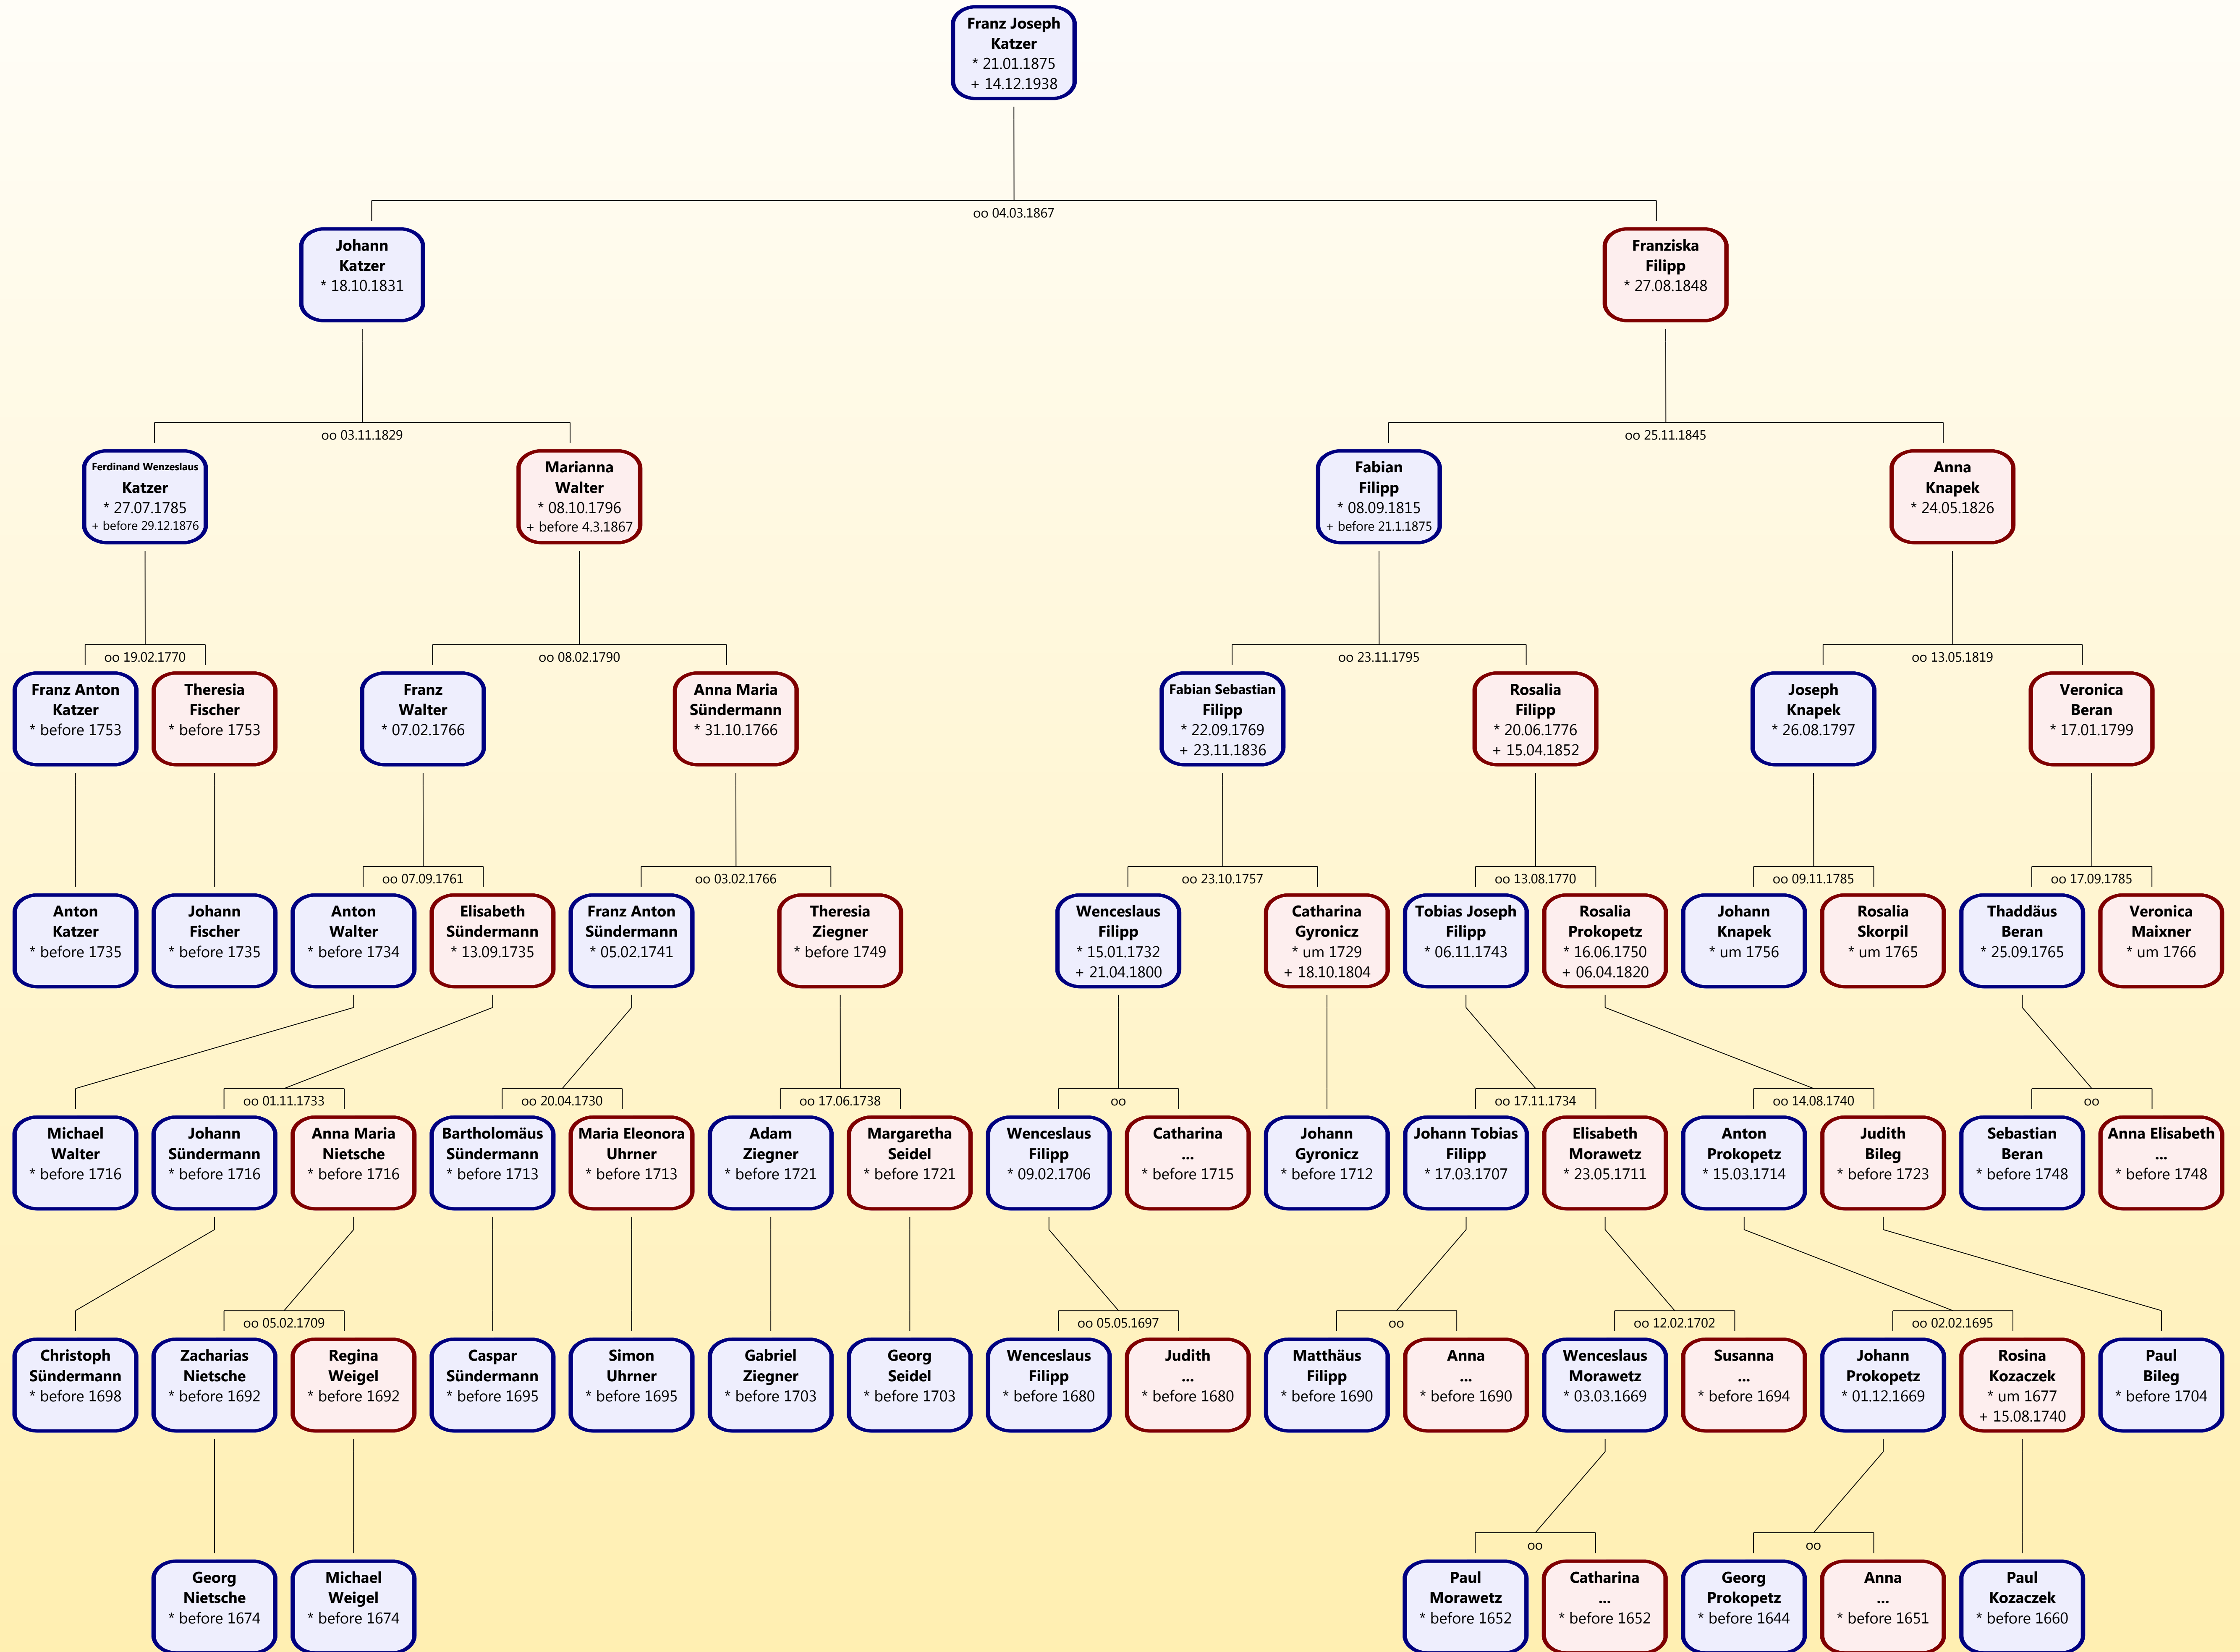 Franz Joseph
Katzer
* 21.01.1875
+ 14.12.1938
oo 04.03.1867
Johann
Katzer
* 18.10.1831
Franziska
Filipp
* 27.08.1848
oo 03.11.1829
oo 25.11.1845
Ferdinand Wenzeslaus
Katzer
* 27.07.1785
+ before 29.12.1876
Marianna
Walter
* 08.10.1796
+ before 4.3.1867
Fabian
Filipp
* 08.09.1815
+ before 21.1.1875
Anna
Knapek
* 24.05.1826
oo 19.02.1770
oo 08.02.1790
oo 23.11.1795
oo 13.05.1819
Franz Anton
Katzer
* before 1753
Theresia
Fischer
* before 1753
Franz
Walter
* 07.02.1766
Anna Maria
Sündermann
* 31.10.1766
Fabian Sebastian
Filipp
* 22.09.1769
+ 23.11.1836
Rosalia
Filipp
* 20.06.1776
+ 15.04.1852
Joseph
Knapek
* 26.08.1797
Veronica
Beran
* 17.01.1799
oo 07.09.1761
oo 03.02.1766
oo 23.10.1757
oo 13.08.1770
oo 09.11.1785
oo 17.09.1785
Anton
Katzer
* before 1735
Johann
Fischer
* before 1735
Anton
Walter
* before 1734
Elisabeth
Sündermann
* 13.09.1735
Franz Anton
Sündermann
* 05.02.1741
Theresia
Ziegner
* before 1749
Wenceslaus
Filipp
* 15.01.1732
+ 21.04.1800
Catharina
Gyronicz
* um 1729
+ 18.10.1804
Tobias Joseph
Filipp
* 06.11.1743
Rosalia
Prokopetz
* 16.06.1750
+ 06.04.1820
Johann
Knapek
* um 1756
Rosalia
Skorpil
* um 1765
Thaddäus
Beran
* 25.09.1765
Veronica
Maixner
* um 1766
oo 01.11.1733
oo 20.04.1730
oo 17.06.1738
oo
oo 17.11.1734
oo 14.08.1740
oo
Michael
Walter
* before 1716
Johann
Sündermann
* before 1716
Anna Maria
Nietsche
* before 1716
Bartholomäus
Sündermann
* before 1713
Maria Eleonora
Uhrner
* before 1713
Adam
Ziegner
* before 1721
Margaretha
Seidel
* before 1721
Wenceslaus
Filipp
* 09.02.1706
Catharina
...
* before 1715
Johann
Gyronicz
* before 1712
Johann Tobias
Filipp
* 17.03.1707
Elisabeth
Morawetz
* 23.05.1711
Anton
Prokopetz
* 15.03.1714
Judith
Bileg
* before 1723
Sebastian
Beran
* before 1748
Anna Elisabeth
...
* before 1748
oo 05.02.1709
oo 05.05.1697
oo
oo 12.02.1702
oo 02.02.1695
Christoph
Sündermann
* before 1698
Zacharias
Nietsche
* before 1692
Regina
Weigel
* before 1692
Caspar
Sündermann
* before 1695
Simon
Uhrner
* before 1695
Gabriel
Ziegner
* before 1703
Georg
Seidel
* before 1703
Wenceslaus
Filipp
* before 1680
Judith
...
* before 1680
Matthäus
Filipp
* before 1690
Anna
...
* before 1690
Wenceslaus
Morawetz
* 03.03.1669
Susanna
...
* before 1694
Johann
Prokopetz
* 01.12.1669
Rosina
Kozaczek
* um 1677
+ 15.08.1740
Paul
Bileg
* before 1704
oo
oo
Georg
Nietsche
* before 1674
Michael
Weigel
* before 1674
Paul
Morawetz
* before 1652
Catharina
...
* before 1652
Georg
Prokopetz
* before 1644
Anna
...
* before 1651
Paul
Kozaczek
* before 1660